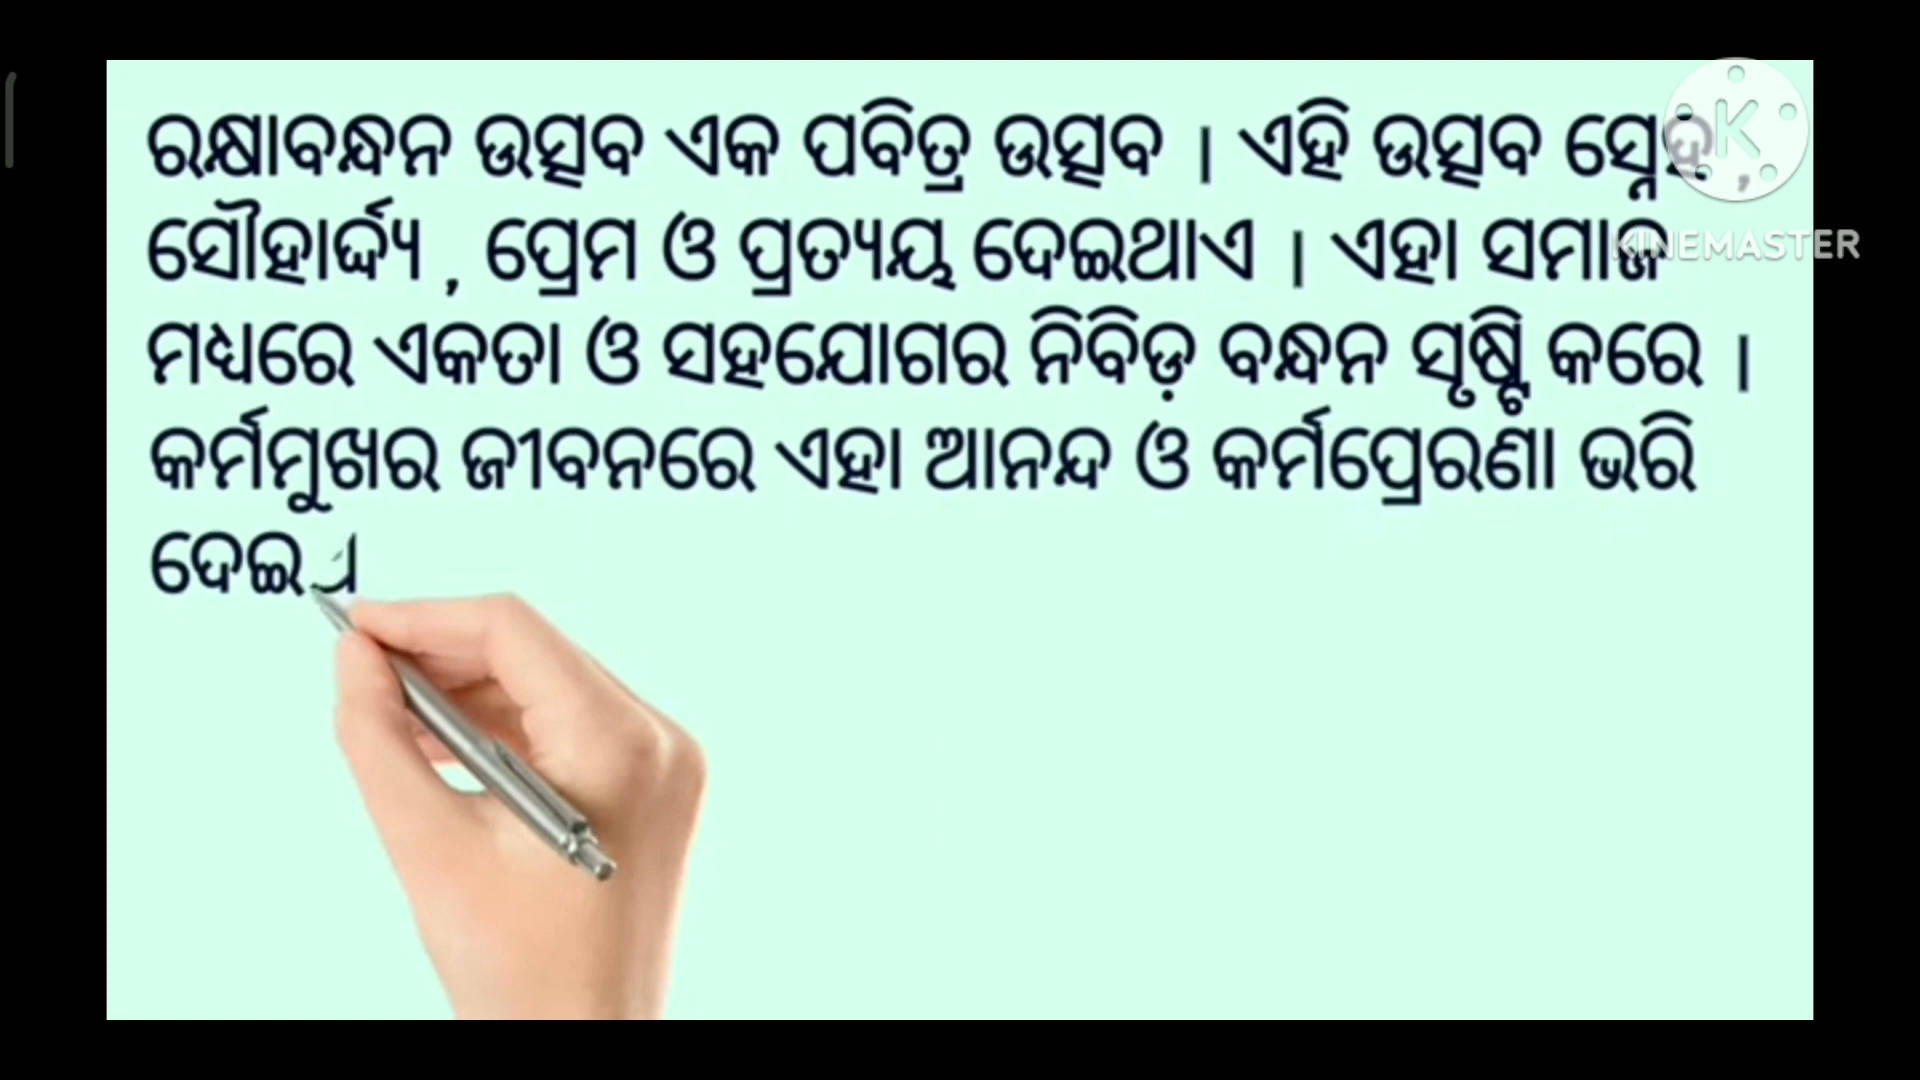 ରକ୍ଷାବନ୍ଧନ ଉତ୍ସବ ଏକ ପବିତ୍ର ଉତ୍ସବ । ଏହି ଉତ୍ସବ ସ୍ନେହ ,
ସୌହାର୍ଦ୍ଦ୍ୟ , ପ୍ରେମ ଓ ପ୍ରତ୍ୟୟ ଦେଇଥାଏ । ଏହା ସମାଜ
ମଧ୍ୟରେ ଏକତା ଓ ସହଯୋଗର ନିବିଡ଼ ବନ୍ଧନ ସୃଷ୍ଟି କରେ ।
କର୍ମମୁଖର ଜୀବନରେ ଏହା ଆନନ୍ଦ ଓ କର୍ମପ୍ରେରଣା ଭରି
K
KINEMASTER